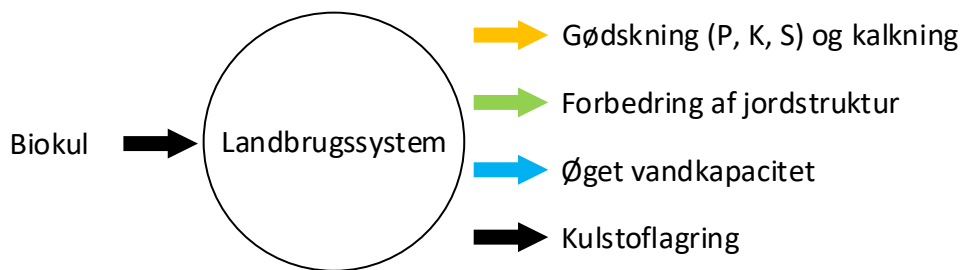 Biokul
Landbrugssystem
Gødskning (P, K, S) og kalkning
Forbedring af jordstruktur
Øget vandkapacitet
Kulstoflagring